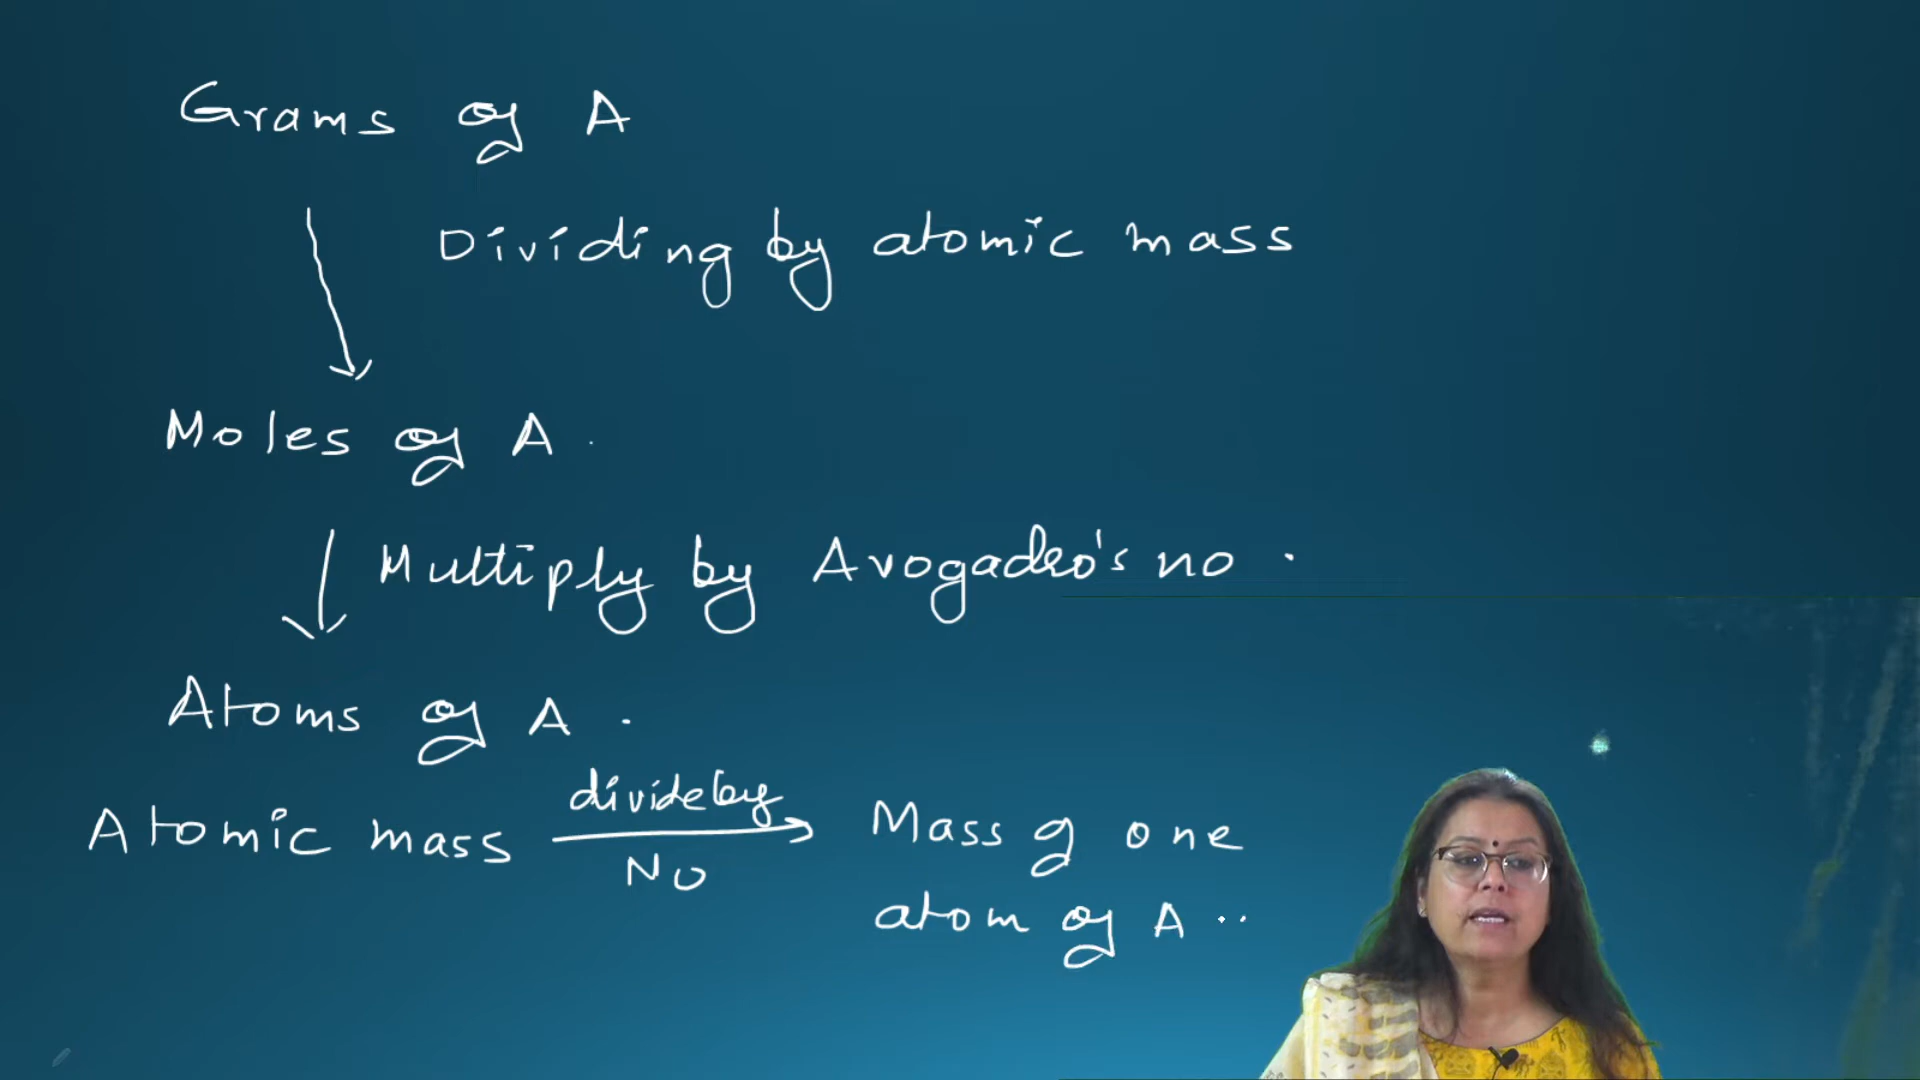 Grams of A
Dividing by atomic mass
Moles of A.
Multiply by Avogadro's no.
Atoms of A.
Atomic mass divide by No Mass of one
atom of A..